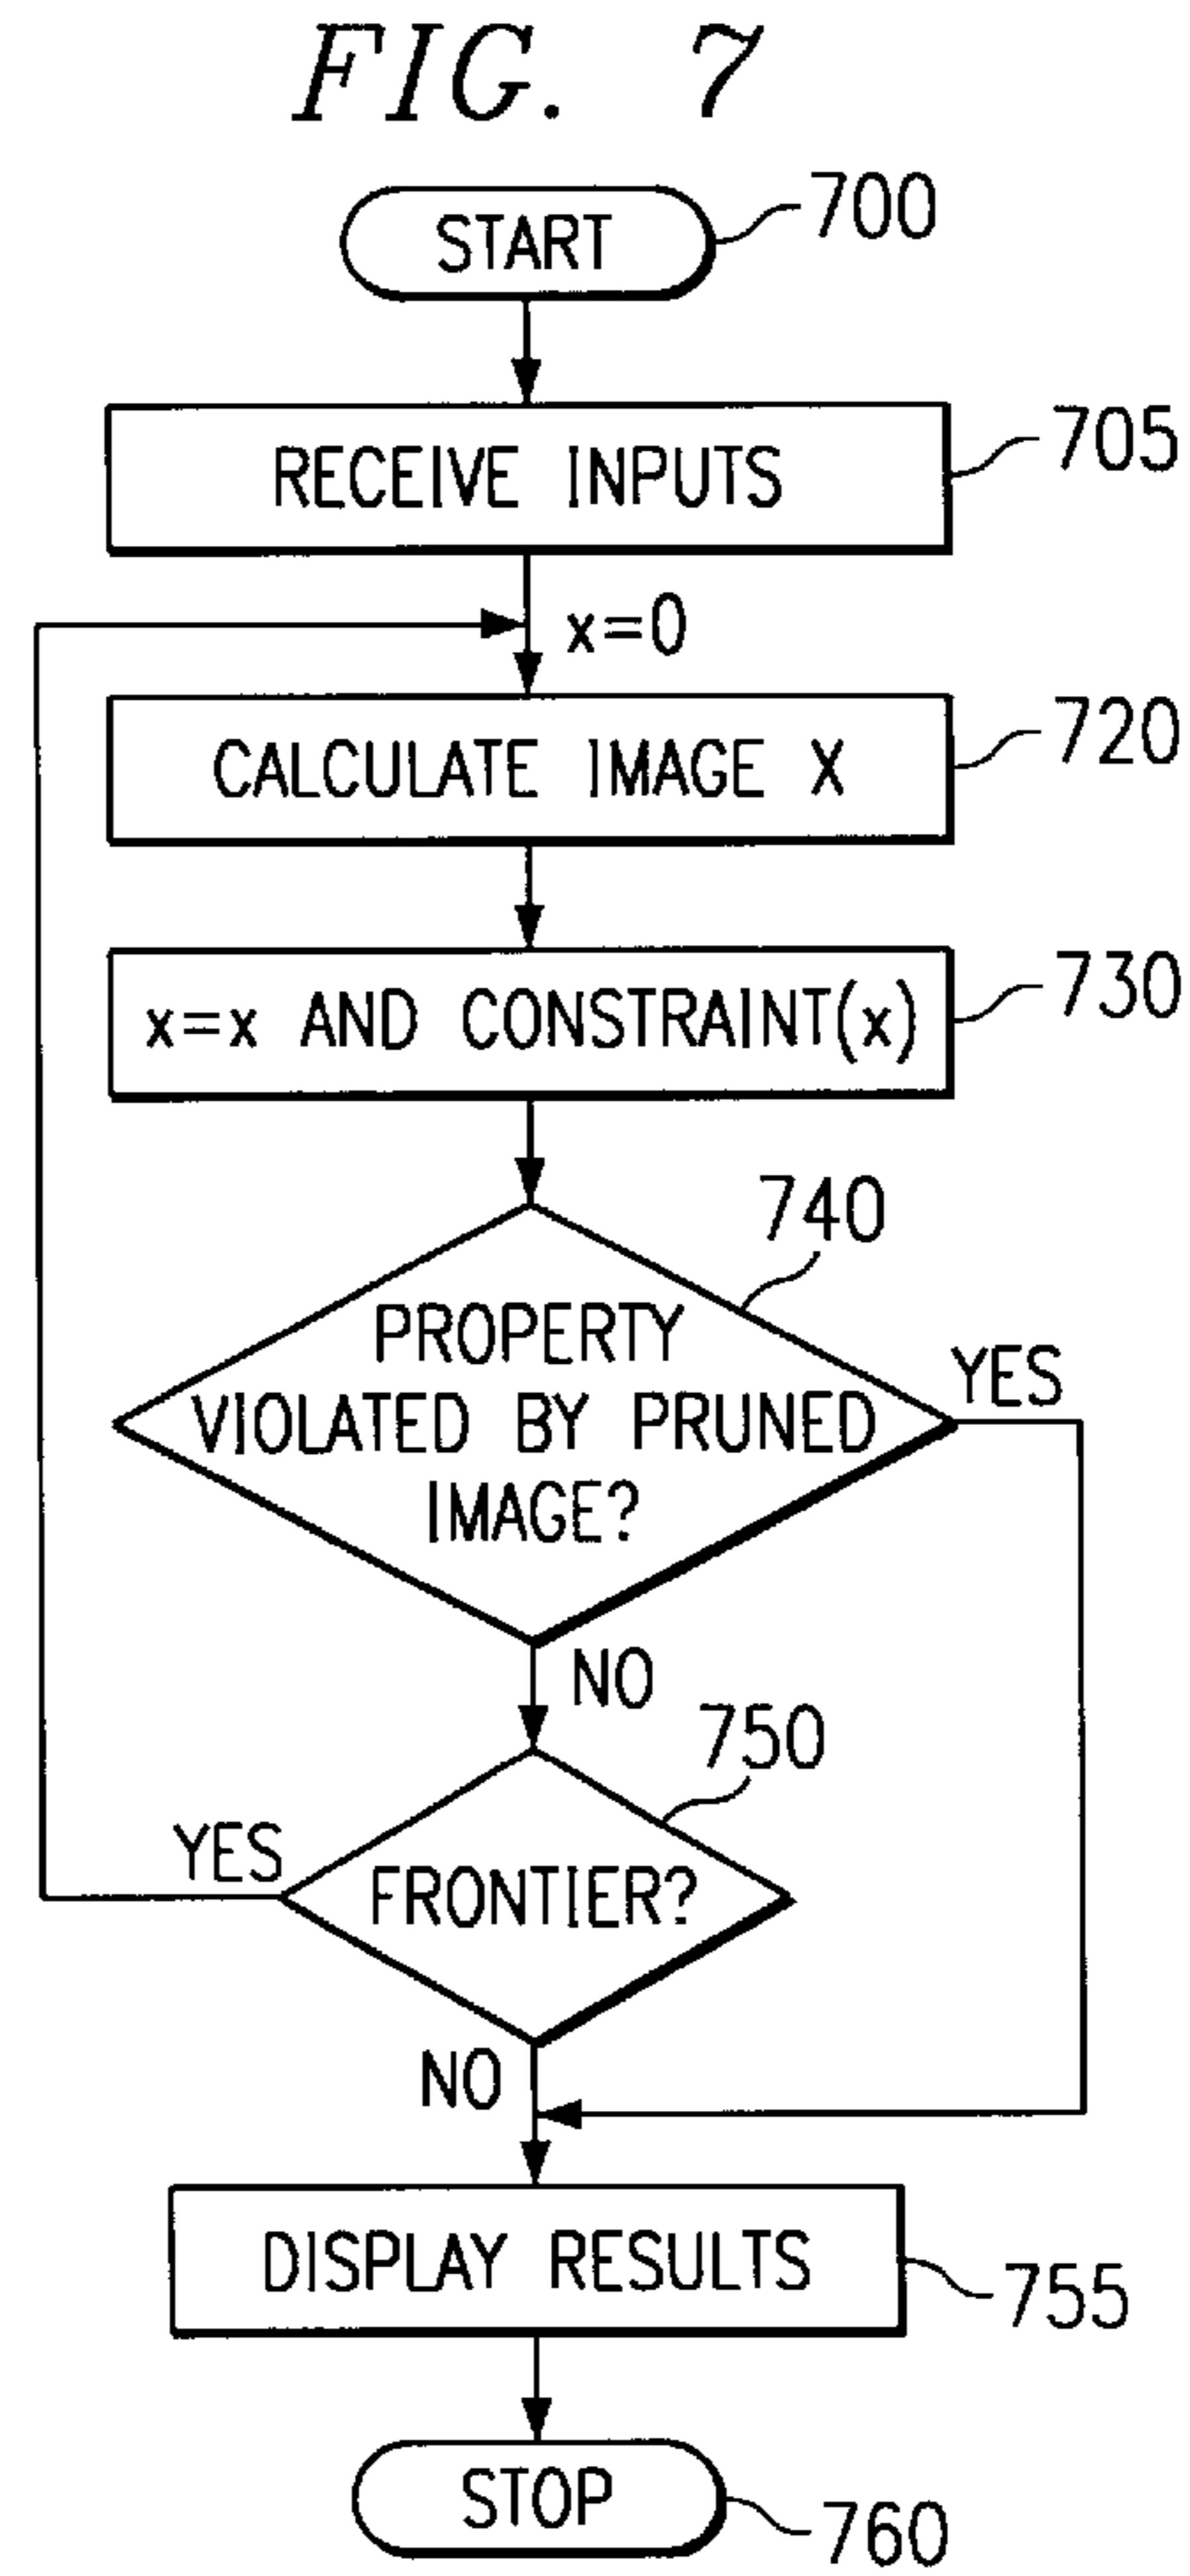 FIG. 7
START
700
RECEIVE INPUTS
705
x=0
CALCULATE IMAGE X
720
x=x AND CONSTRAINT(x)
730
740
PROPERTY
VIOLATED BY PRUNED
IMAGE?
YES
NO
750
YES
FRONTIER?
NO
DISPLAY RESULTS
755
STOP
760